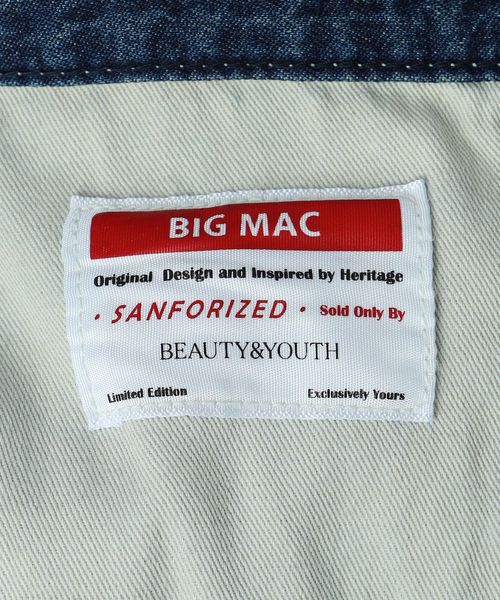 BIG MAC
Original Design and Inspired by Heritage
• SANFORIZED • Sold Only By
BEAUTY&YOUTH
Limited Edition Exclusively Yours